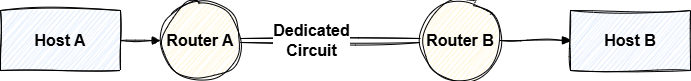 Host A
Router A
Dedicated
Circuit
Router B
Host B